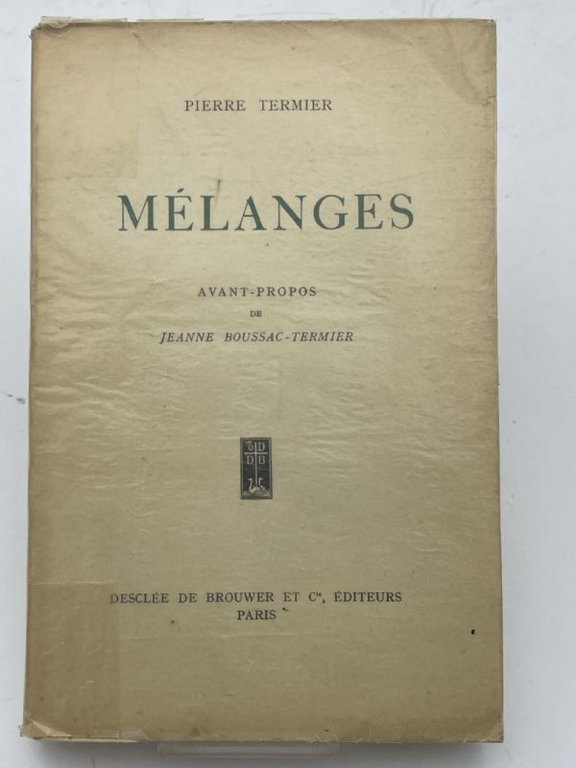 PIERRE TERMIER
MÉLANGES
AVANT-PROPOS
DE
JEANNE BOUSSAC-TERMIER
D D
D B
DESCLÉE DE BROUWER ET Cie, ÉDITEURS
PARIS